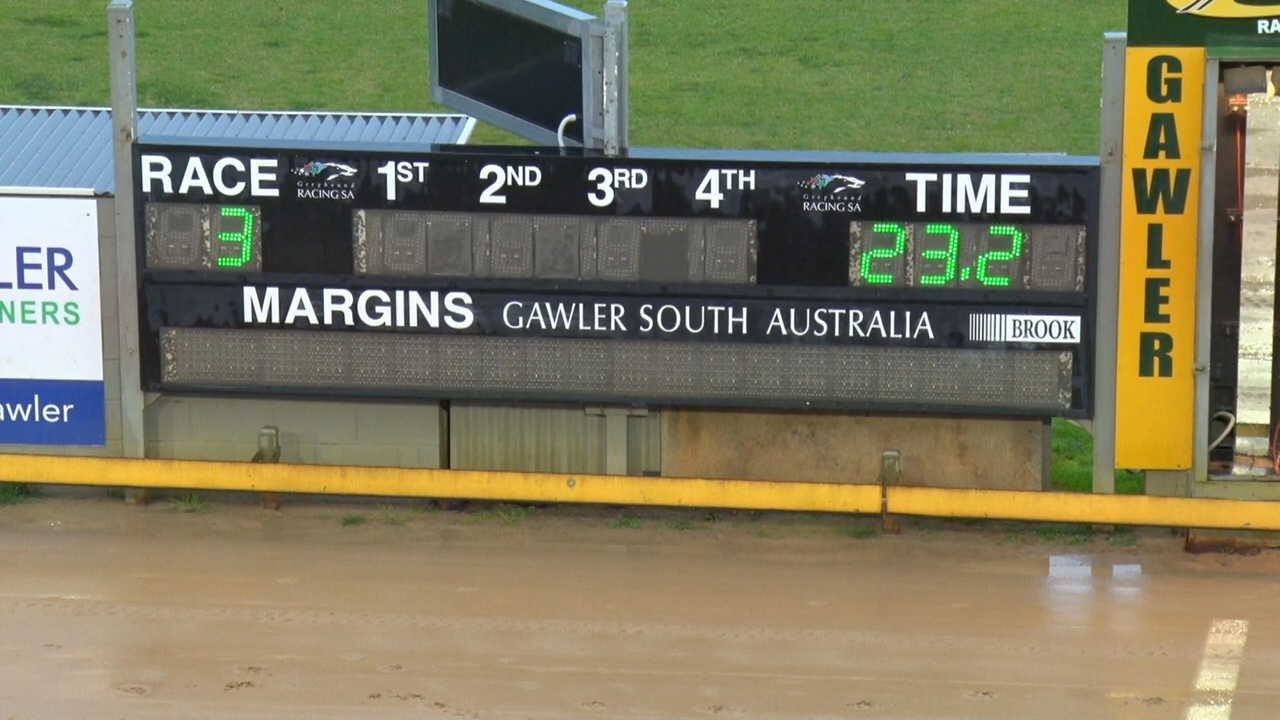 RA
GAWLER
RACE
Greyhound
RACING SA
1ST
2ND
3RD
4TH
Greyhound
RACING SA
TIME
3
23.2
MARGINS
GAWLER SOUTH AUSTRALIA
BROOK
LER
NERS
awler